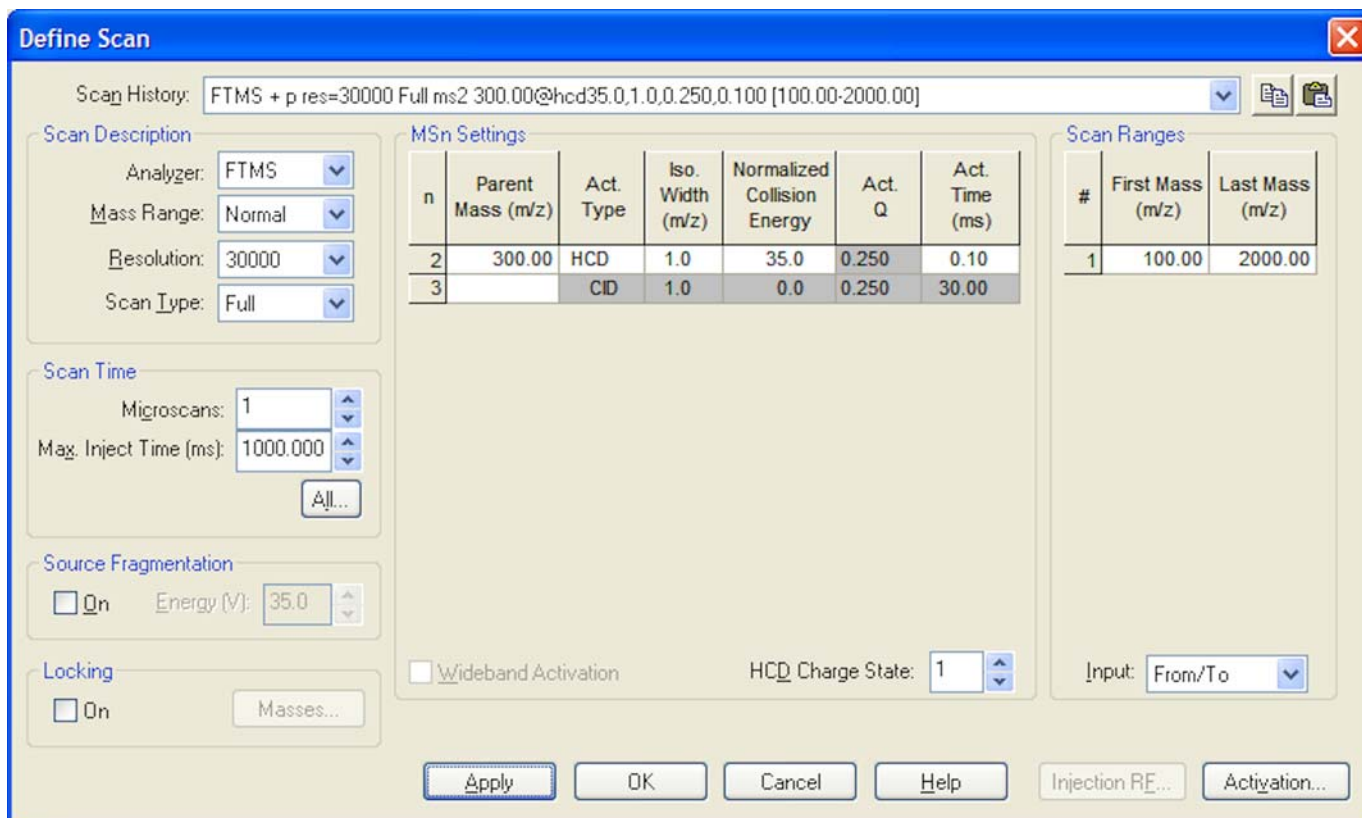 Define Scan
Scan History: FTMS + p res=30000 Full ms2 300.00@hcd35.0,1.0,0.250,0.100 [100.00-2000.00]
Scan Description
Analyzer: FTMS
Mass Range: Normal
Resolution: 30000
Scan Type: Full
Scan Time
Microscans: 1
Max. Inject Time (ms): 1000.000
All...
Source Fragmentation
On Energy (V): 35.0
Locking
On Masses...
MSn Settings
n Parent Mass (m/z) Act. Type Iso. Width (m/z) Normalized Collision Energy Act. Q Act. Time (ms)
2 300.00 HCD 1.0 35.0 0.250 0.10
3 CID 1.0 0.0 0.250 30.00
Wideband Activation HCD Charge State: 1
Scan Ranges
# First Mass (m/z) Last Mass (m/z)
1 100.00 2000.00
Input: From/To
Apply OK Cancel Help Injection RF... Activation...